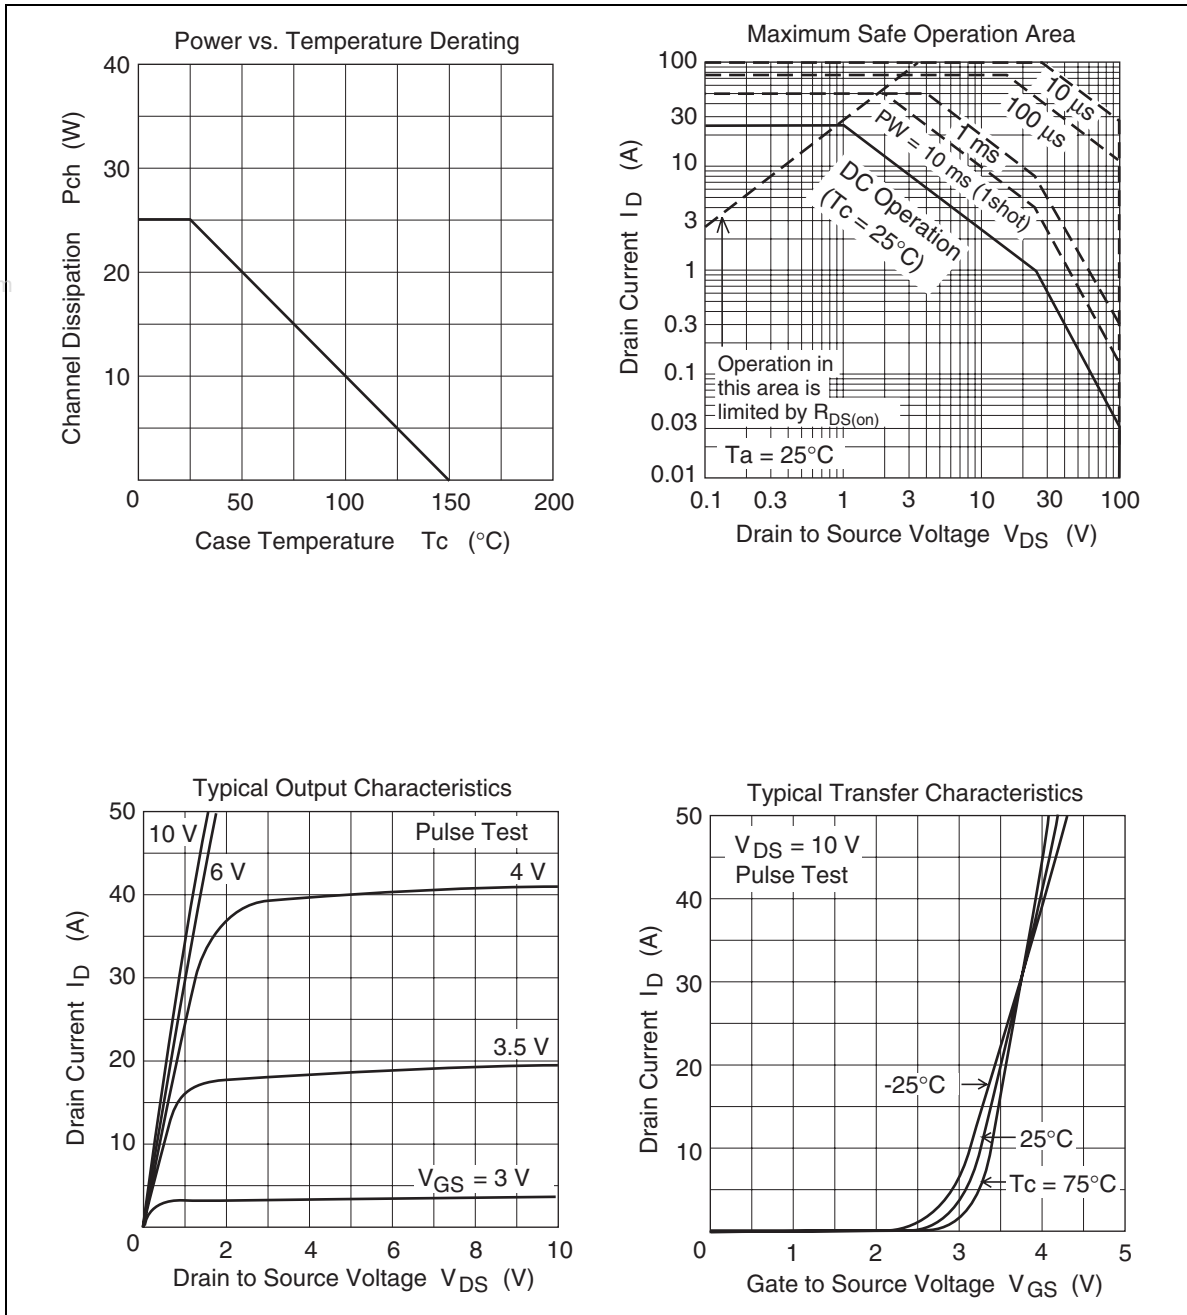 Power vs. Temperature Derating
40
30
20
10
0
50
100
150
200
Channel Dissipation Pch (W)
Case Temperature Tc (°C)
Maximum Safe Operation Area
100
30
10
3
1
0.3
0.1
0.03
0.01
0.1
0.3
1
3
10
30
100
Drain Current ID (A)
Drain to Source Voltage VDS (V)
10 µs
100 µs
1 ms
PW = 10 ms (1shot)
DC Operation
(Tc = 25°C)
Operation in
this area is
limited by RDS(on)
Ta = 25°C
Typical Output Characteristics
50
40
30
20
10
0
2
4
6
8
10
Drain Current ID (A)
Drain to Source Voltage VDS (V)
Pulse Test
10 V
6 V
4 V
3.5 V
VGS = 3 V
Typical Transfer Characteristics
50
40
30
20
10
0
1
2
3
4
5
Drain Current ID (A)
Gate to Source Voltage VGS (V)
VDS = 10 V
Pulse Test
-25°C
25°C
Tc = 75°C